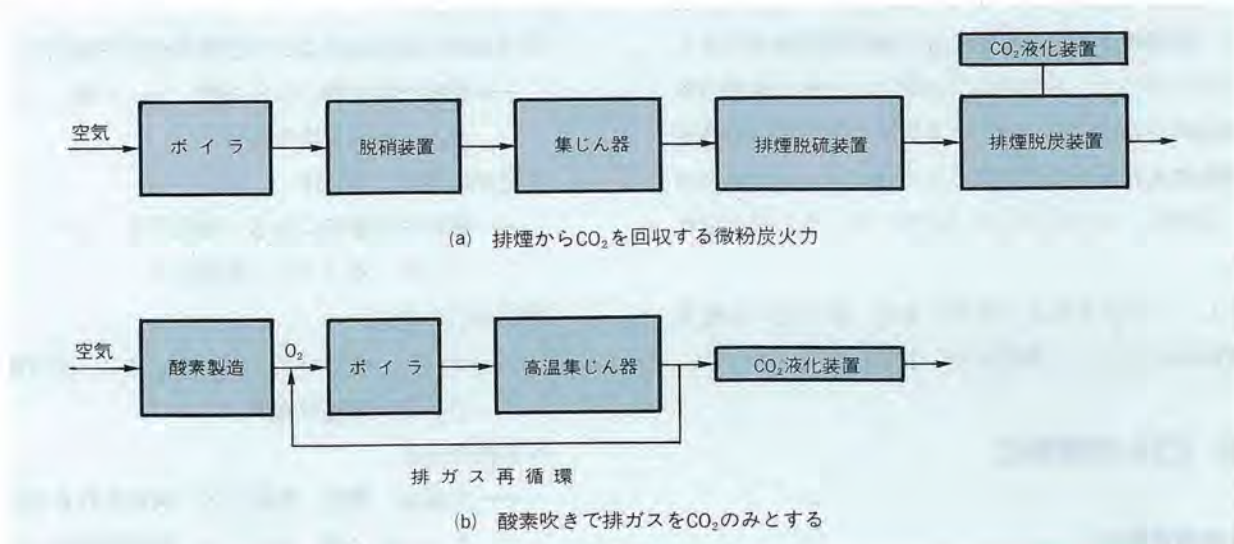 CO₂液化装置
空気
ボイラ
脱硝装置
集じん器
排煙脱硫装置
排煙脱炭装置
(a) 排煙からCO₂を回収する微粉炭火力
空気
酸素製造
O₂
ボイラ
高温集じん器
CO₂液化装置
排ガス再循環
(b) 酸素吹きで排ガスをCO₂のみとする